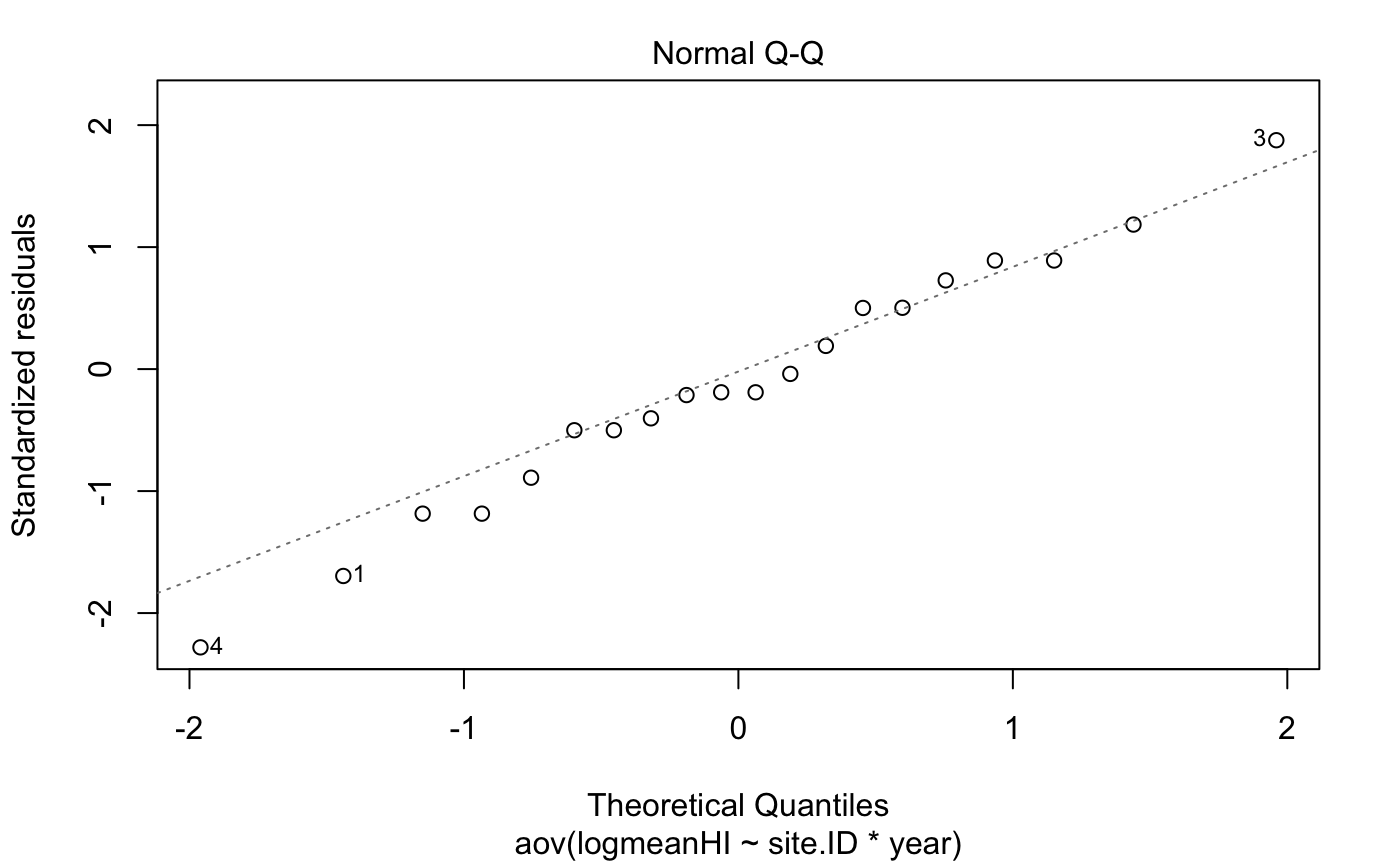 Normal Q-Q
Standardized residuals
2
1
0
-1
-2
3
1
4
-2 -1 0 1 2
Theoretical Quantiles
aov(logmeanHI ~ site.ID * year)